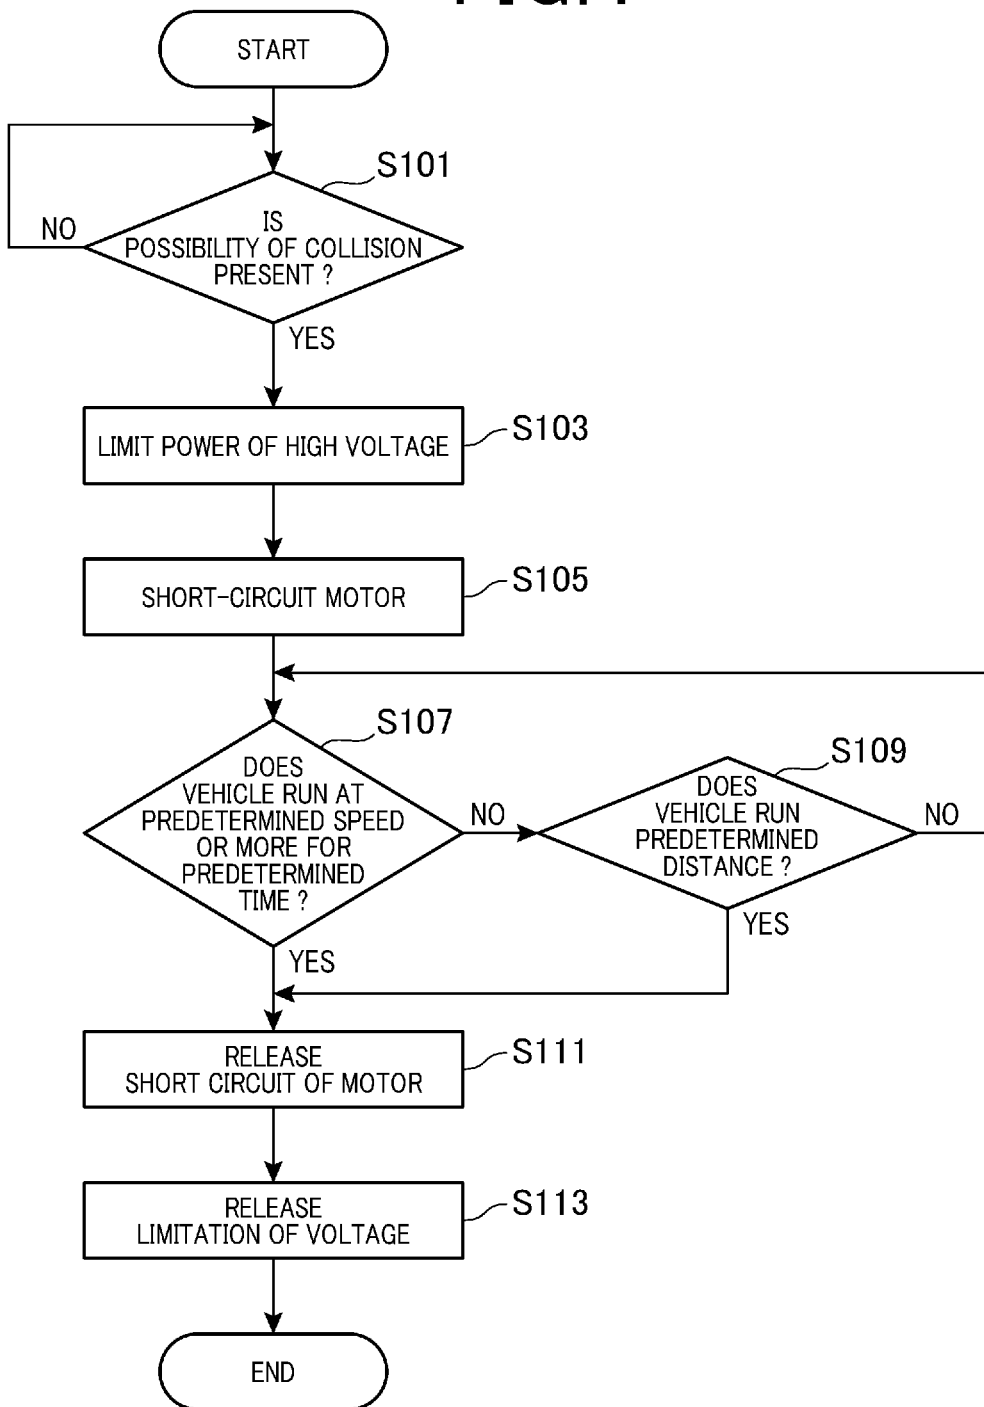 START
S101
IS
POSSIBILITY OF COLLISION
PRESENT ?
NO
YES
LIMIT POWER OF HIGH VOLTAGE
S103
SHORT-CIRCUIT MOTOR
S105
S107
DOES
VEHICLE RUN AT
PREDETERMINED SPEED
OR MORE FOR
PREDETERMINED
TIME ?
NO
YES
S109
DOES
VEHICLE RUN
PREDETERMINED
DISTANCE ?
NO
YES
RELEASE
SHORT CIRCUIT OF MOTOR
S111
RELEASE
LIMITATION OF VOLTAGE
S113
END